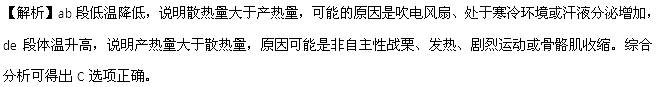 【解析】ab 段低温降低，说明散热量大于产热量，可能的原因是吹电风扇、处于寒冷环境或汗液分泌增加，
de 段体温升高，说明产热量大于散热量，原因可能是非自主性战栗、发热、剧烈运动或骨骼肌收缩。综合
分析可得出 C 选项正确。